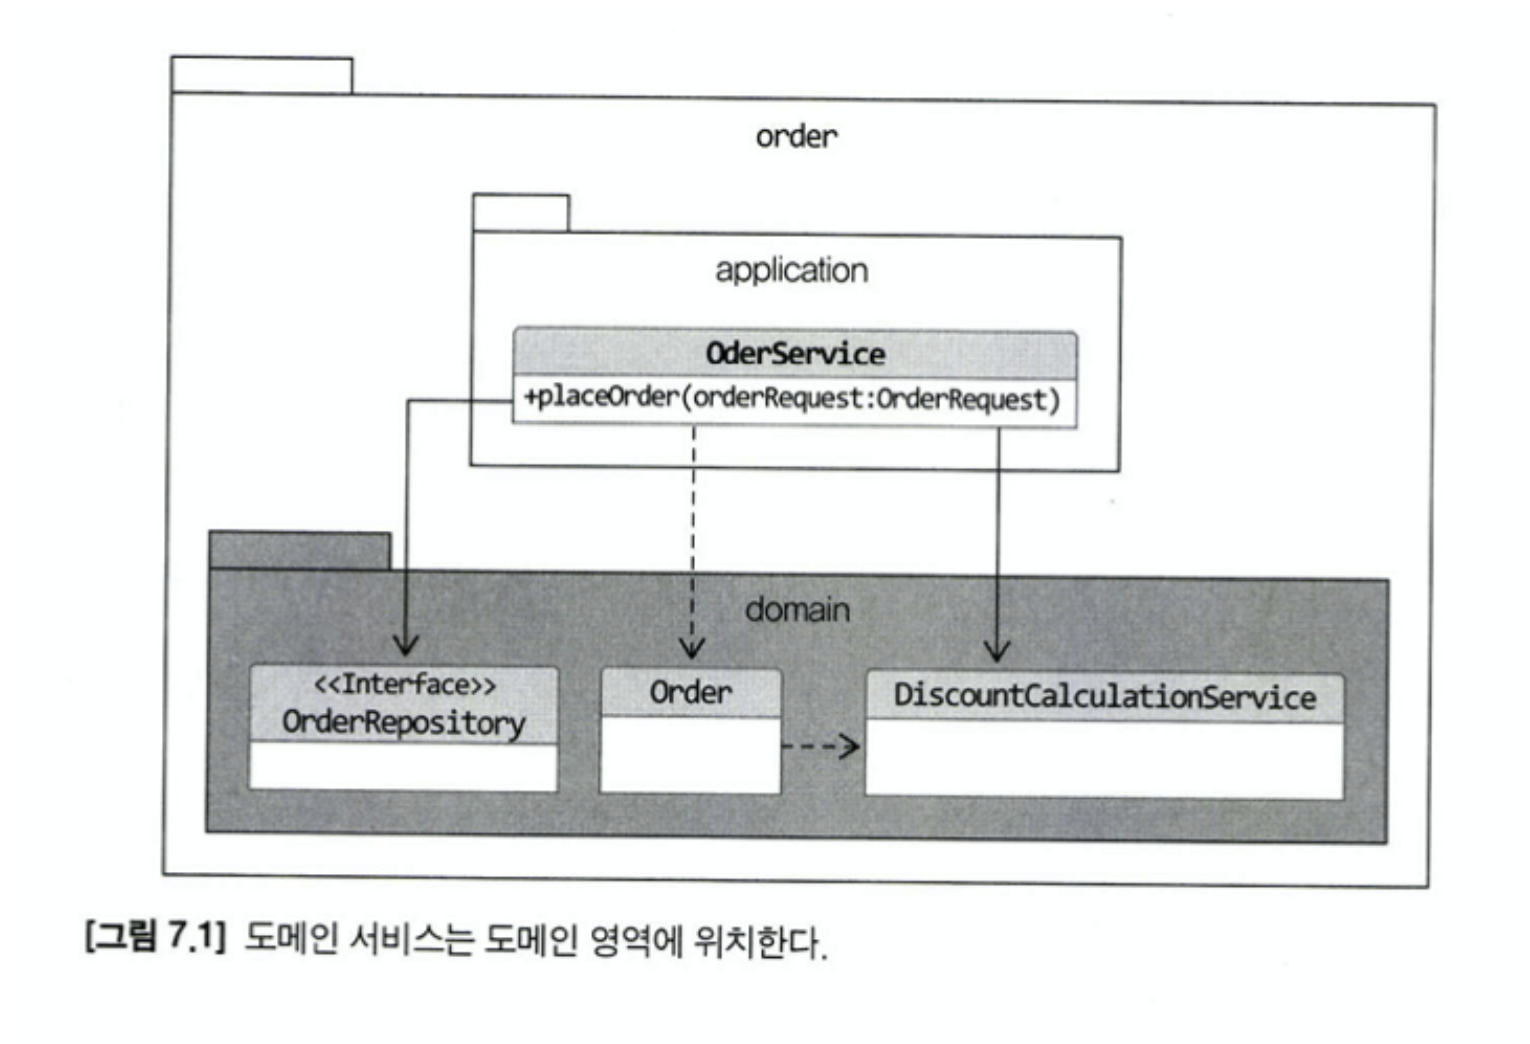 order
application
OderService
+placeOrder(orderRequest:OrderRequest)
domain
<<Interface>>
OrderRepository
Order
DiscountCalculationService
[그림 7.1] 도메인 서비스는 도메인 영역에 위치한다.